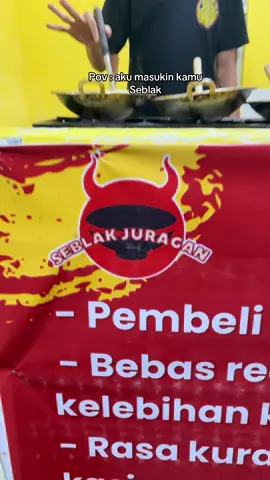 Pov : aku masukin kamu
Seblak
SEBLAK JURAGAN
- Pembeli
- Bebas re
kelebihan
- Rasa kura